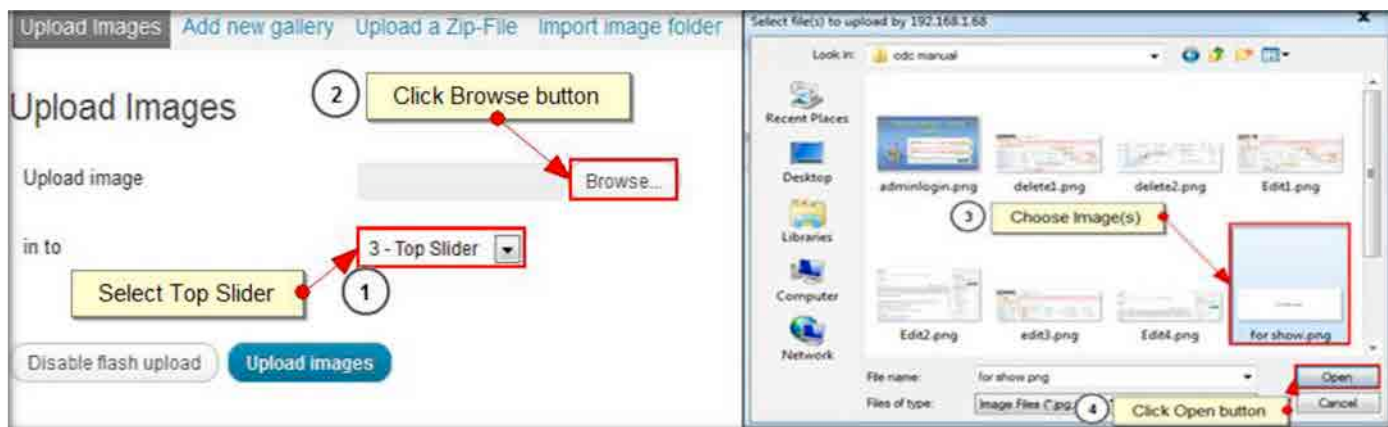 Upload Images Add new gallery Upload a Zip-File Import image folder
Upload Images
2 Click Browse button
Upload image Browse...
in to 3 - Top Slider
Select Top Slider 1
Disable flash upload Upload images
Select file(s) to upload by 192.168.1.68 x
Look in: odc manual
Recent Places
Desktop
Libraries
Computer
Network
adminlogin.png delete1.png delete2.png Edit1.png
3 Choose Image(s)
Edit2.png edit3.png Edit4.png for show.png
File name: for show.png Open
Files of type: Image Files (*.jpg; 4 Click Open button Cancel